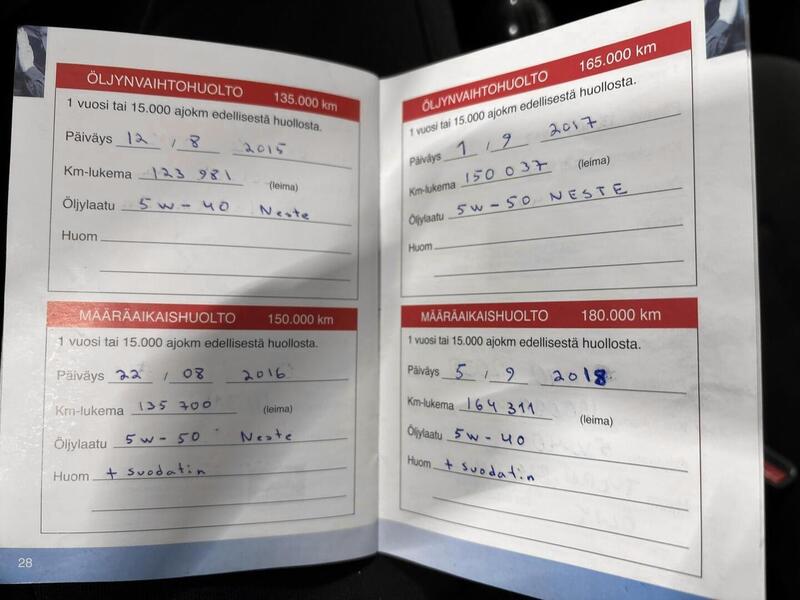 ÖLJYNVAIHTOHUOLTO 135.000 km
1 vuosi tai 15.000 ajokm edellisestä huollosta.
Päiväys 12 / 8 2015
Km-lukema 123 981 (leima)
Öljylaatu 5W-40 Neste
Huom
MÄÄRÄAIKAISHUOLTO 150.000 km
1 vuosi tai 15.000 ajokm edellisestä huollosta.
Päiväys 22 / 08 2016
Km-lukema 135 700 (leima)
Öljylaatu 5W-50 Neste
Huom + suodatin
28
ÖLJYNVAIHTOHUOLTO 165.000 km
1 vuosi tai 15.000 ajokm edellisestä huollosta.
Päiväys 1 / 9 2017
Km-lukema 150 037 (leima)
Öljylaatu 5W-50 NESTE
Huom
MÄÄRÄAIKAISHUOLTO 180.000 km
1 vuosi tai 15.000 ajokm edellisestä huollosta.
Päiväys 5 / 9 2018
Km-lukema 164 311 (leima)
Öljylaatu 5W-40
Huom + suodatin